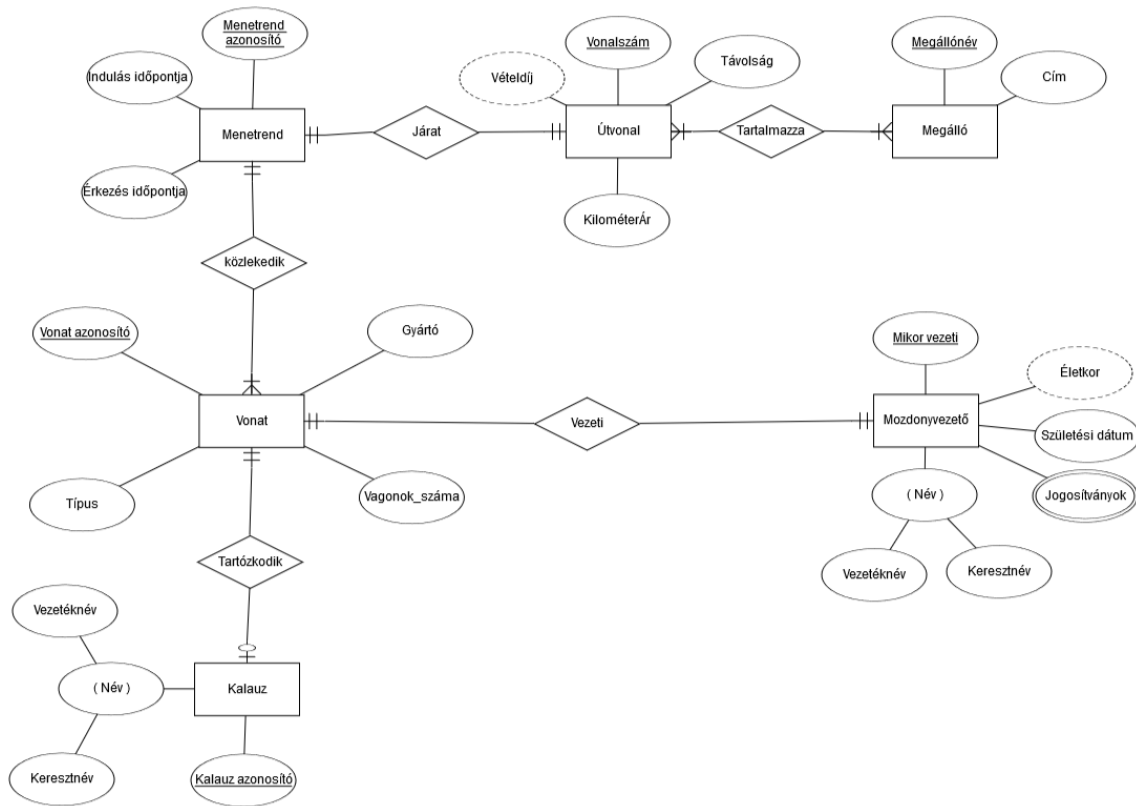 Menetrend
azonosító
Indulás időpontja
Menetrend
Érkezés időpontja
Járat
Vonalszám
Vételdíj
Távolság
Útvonal
KilométerÁr
Tartalmazza
Megállónév
Cím
Megálló
közlekedik
Vonat azonosító
Gyártó
Vonat
Típus
Vagonok_száma
Vezeti
Mikor vezeti
Életkor
Mozdonyvezető
Születési dátum
Jogosítványok
( Név )
Vezetéknév
Keresztnév
Tartózkodik
Vezetéknév
( Név )
Kalauz
Keresztnév
Kalauz azonosító